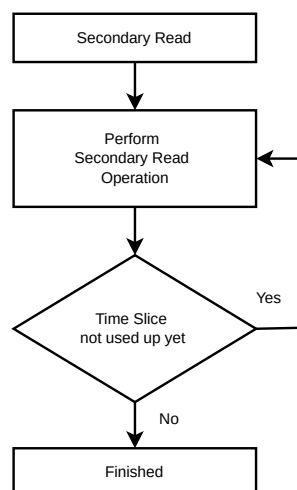 Secondary Read
Perform
Secondary Read
Operation
Yes
Time Slice
not used up yet
No
Finished